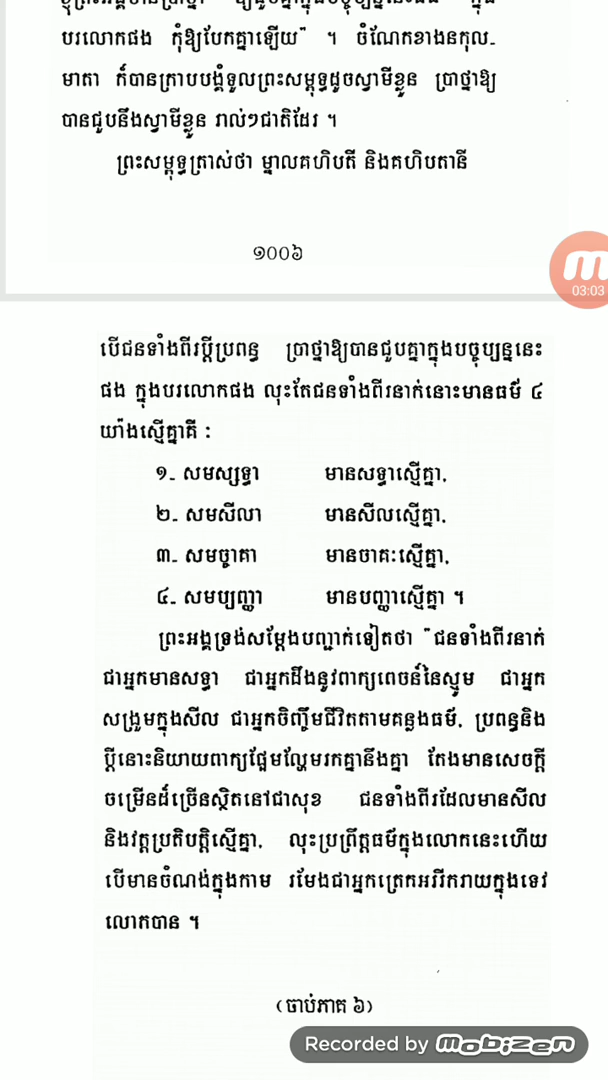 បរលោកផង កុំឱ្យបែកគ្នាឡើយ" ។ ចំណែកខាងនកុល-
មាតា ក៏បានក្រាបបង្គំទូលព្រះសម្ពុទ្ធដូចស្វាមីខ្លួន ប្រាថ្នាឱ្យ
បានជួបនឹងស្វាមីខ្លួន រាល់ៗជាតិដែរ ។
ព្រះសម្ពុទ្ធត្រាស់ថា ម្នាលគហិបតី និងគហិបតានី
១០០៦
03:03
បើជនទាំងពីរប្តីប្រពន្ធ ប្រាថ្នាឱ្យបានជួបគ្នាក្នុងបច្ចុប្បន្ននេះ
ផង ក្នុងបរលោកផង លុះតែជនទាំងពីរនាក់នោះមានធម៌ ៤
យ៉ាងស្មើគ្នាគឺ :
១- សមស្សទ្ធា មានសទ្ធាស្មើគ្នា,
២- សមសីលា មានសីលស្មើគ្នា,
៣- សមច្ចាគា មានចាគៈស្មើគ្នា,
៤- សមប្បញ្ញា មានបញ្ញាស្មើគ្នា ។
ព្រះអង្គទ្រង់សម្តែងបញ្ជាក់ទៀតថា "ជនទាំងពីរនាក់
ជាអ្នកមានសទ្ធា ជាអ្នកដឹងនូវពាក្យពេចន៍នៃស្មូម ជាអ្នក
សង្រួមក្នុងសីល ជាអ្នកចិញ្ចឹមជីវិតតាមគន្លងធម៌, ប្រពន្ធនិង
ប្តីនោះនិយាយពាក្យផ្អែមល្ហែមរកគ្នានឹងគ្នា តែងមានសេចក្តី
ចម្រើនដ៏ច្រើនស្ថិតនៅជាសុខ ជនទាំងពីរដែលមានសីល
និងវត្តប្រតិបត្តិស្មើគ្នា, លុះប្រព្រឹត្តធម៌ក្នុងលោកនេះហើយ
បើមានចំណង់ក្នុងកាម រមែងជាអ្នកត្រេកអររីករាយក្នុងទេវ
លោកបាន ។
(ចាប់ភាគ ៦)
Recorded by mobizen